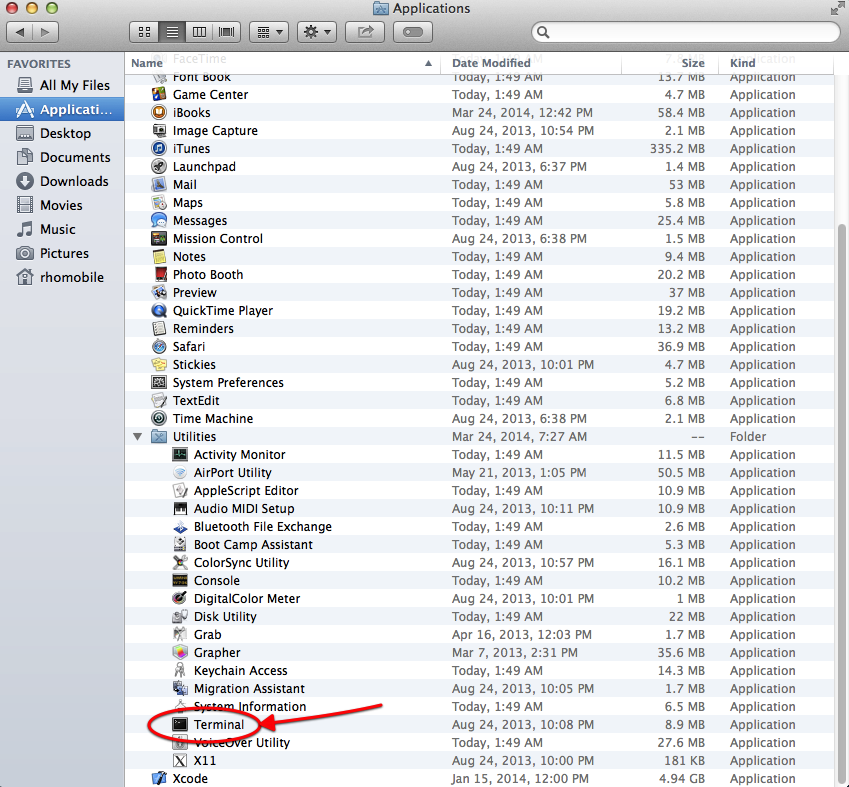 Applications
FAVORITES
All My Files
Applicati...
Desktop
Documents
Downloads
Movies
Music
Pictures
rhomobile
Name Date Modified Size Kind
FaceTime
Font Book Today, 1:49 AM 13.7 MB Application
Game Center Today, 1:49 AM 4.7 MB Application
iBooks Mar 24, 2014, 12:42 PM 58.4 MB Application
Image Capture Aug 24, 2013, 10:54 PM 2.1 MB Application
iTunes Today, 1:49 AM 335.2 MB Application
Launchpad Aug 24, 2013, 6:37 PM 1.4 MB Application
Mail Today, 1:49 AM 53 MB Application
Maps Today, 1:49 AM 5.8 MB Application
Messages Today, 1:49 AM 25.4 MB Application
Mission Control Aug 24, 2013, 6:38 PM 1.5 MB Application
Notes Today, 1:49 AM 9.4 MB Application
Photo Booth Today, 1:49 AM 20.2 MB Application
Preview Today, 1:49 AM 37 MB Application
QuickTime Player Today, 1:49 AM 19.2 MB Application
Reminders Today, 1:49 AM 13.2 MB Application
Safari Today, 1:49 AM 36.9 MB Application
Stickies Aug 24, 2013, 10:01 PM 4.7 MB Application
System Preferences Today, 1:49 AM 5.2 MB Application
TextEdit Today, 1:49 AM 6.8 MB Application
Time Machine Aug 24, 2013, 6:38 PM 2.1 MB Application
Utilities Mar 24, 2014, 7:27 AM -- Folder
Activity Monitor Today, 1:49 AM 11.5 MB Application
AirPort Utility May 21, 2013, 1:05 PM 50.5 MB Application
AppleScript Editor Today, 1:49 AM 10.9 MB Application
Audio MIDI Setup Aug 24, 2013, 10:11 PM 10.9 MB Application
Bluetooth File Exchange Today, 1:49 AM 2.6 MB Application
Boot Camp Assistant Today, 1:49 AM 5.3 MB Application
ColorSync Utility Aug 24, 2013, 10:57 PM 16.1 MB Application
Console Today, 1:49 AM 10.2 MB Application
DigitalColor Meter Aug 24, 2013, 10:01 PM 1 MB Application
Disk Utility Today, 1:49 AM 22 MB Application
Grab Apr 16, 2013, 12:03 PM 1.7 MB Application
Grapher Mar 7, 2013, 2:31 PM 35.6 MB Application
Keychain Access Today, 1:49 AM 14.3 MB Application
Migration Assistant Aug 24, 2013, 10:05 PM 1.7 MB Application
System Information Today, 1:49 AM 6.5 MB Application
Terminal Aug 24, 2013, 10:08 PM 8.9 MB Application
VoiceOver Utility Today, 1:49 AM 27.6 MB Application
X11 Aug 24, 2013, 10:00 PM 181 KB Application
Xcode Jan 15, 2014, 12:00 PM 4.94 GB Application